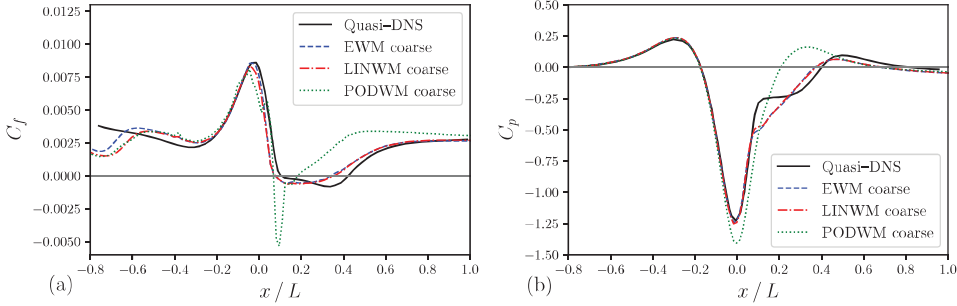 0.0125
0.0100
0.0075
0.0050
0.0025
0.0000
−0.0025
−0.0050
C_f
Quasi–DNS
EWM coarse
LINWM coarse
PODWM coarse
−0.8 −0.6 −0.4 −0.2 0.0 0.2 0.4 0.6 0.8 1.0
(a)
x / L
0.50
0.25
0.00
−0.25
−0.50
−0.75
−1.00
−1.25
−1.50
C_p
Quasi–DNS
EWM coarse
LINWM coarse
PODWM coarse
−0.8 −0.6 −0.4 −0.2 0.0 0.2 0.4 0.6 0.8 1.0
(b)
x / L